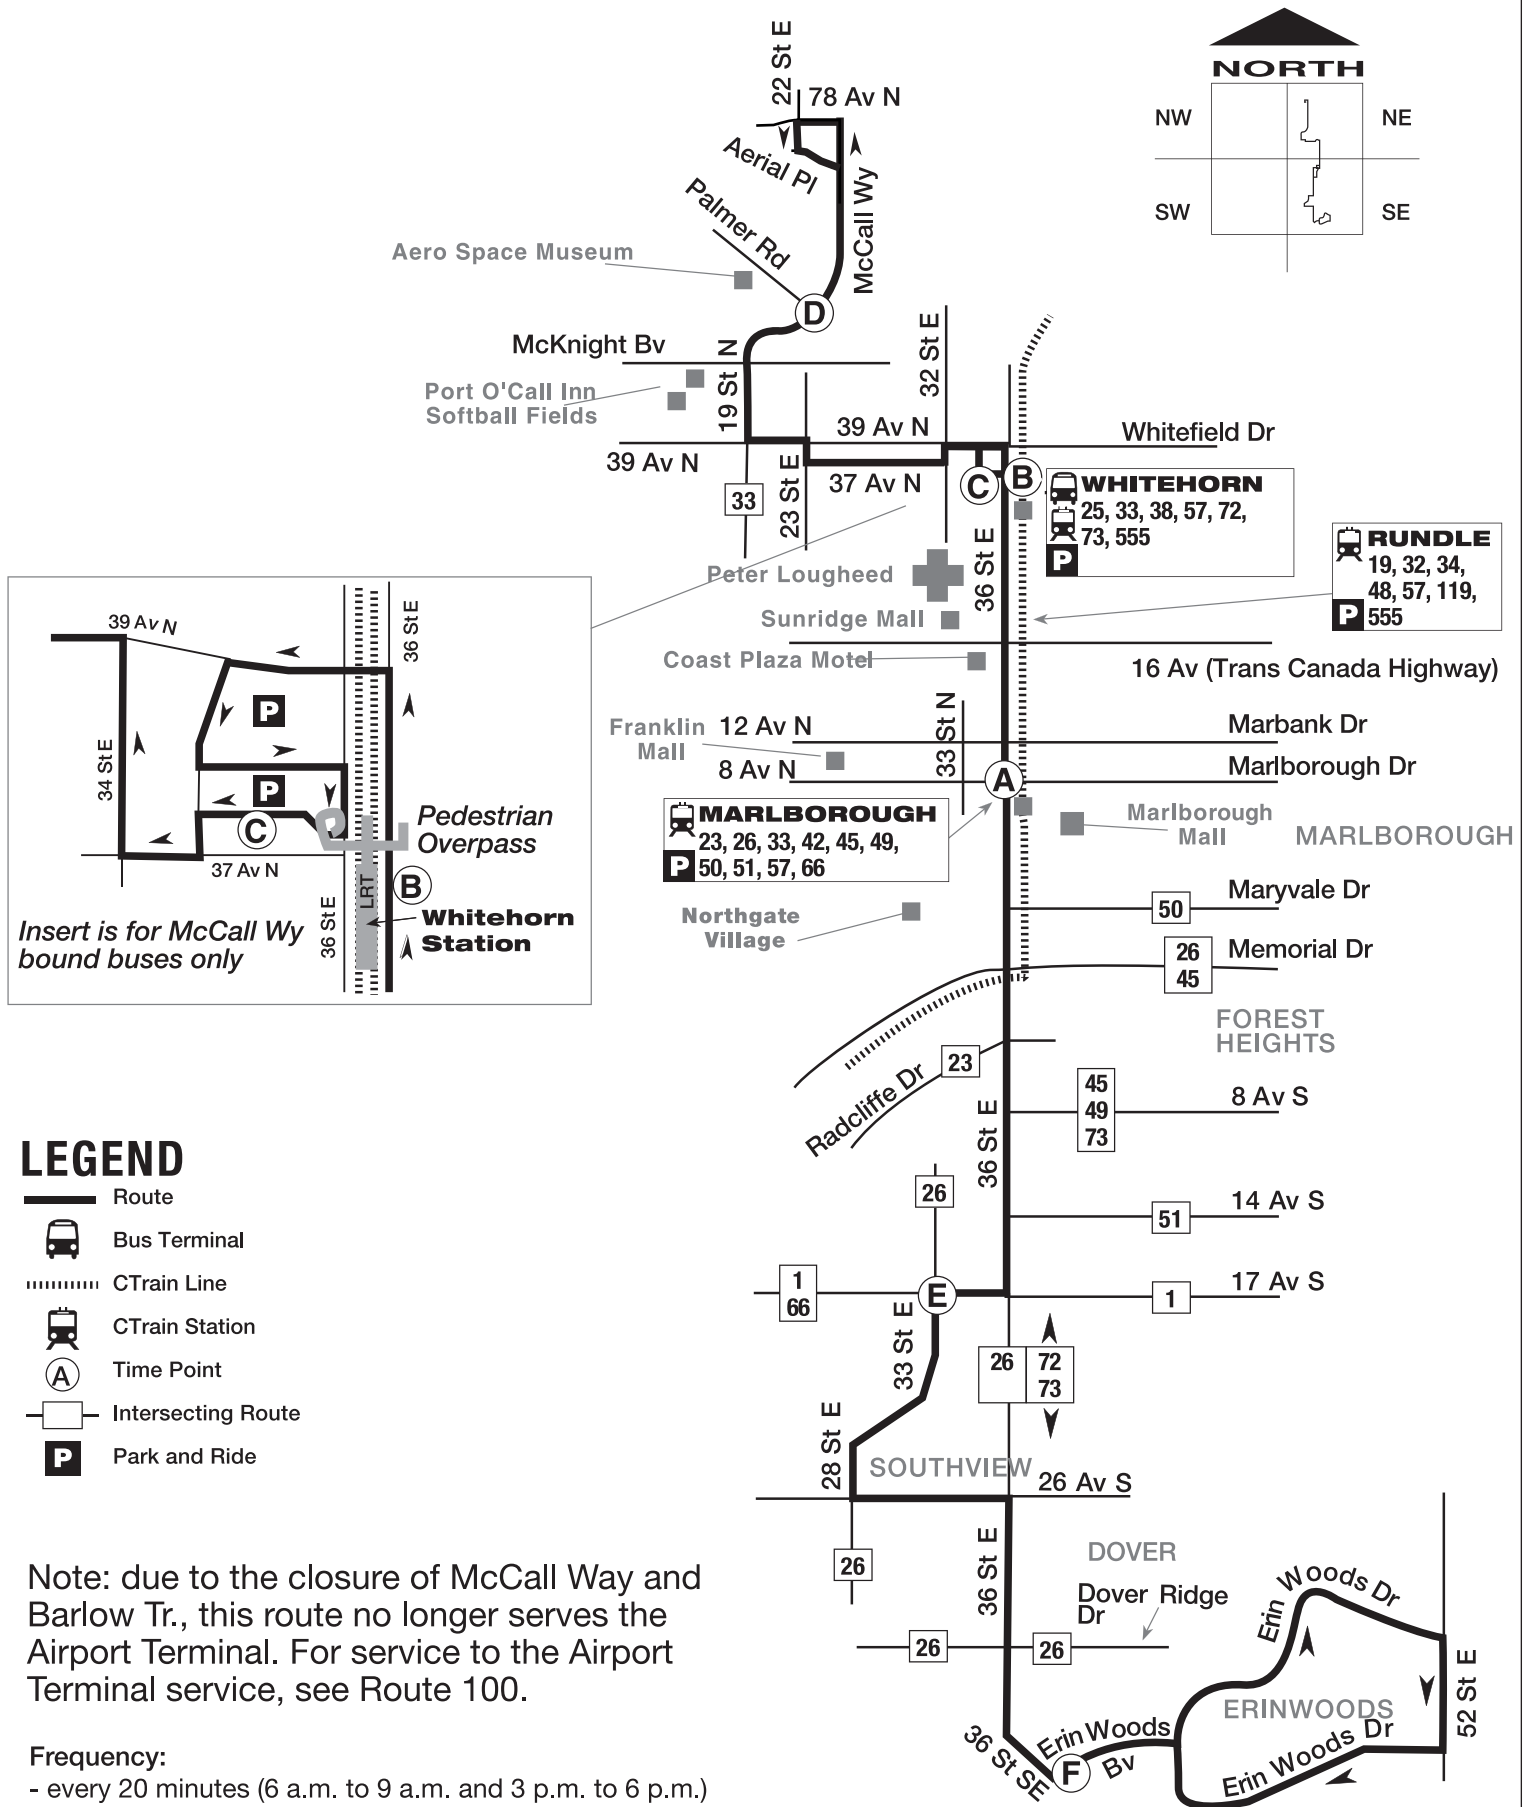 22 St E
78 Av N
NORTH
NW
NE
SW
SE
Aerial Pl
McCall Wy
Palmer Rd
Aero Space Museum
D
McKnight Bv
19 St N
32 St E
Port O'Call Inn
Softball Fields
39 Av N
Whitefield Dr
39 Av N
37 Av N
23 St E
33
C
B
WHITEHORN
25, 33, 38, 57, 72,
73, 555
P
RUNDLE
19, 32, 34,
48, 57, 119,
555
P
36 St E
Peter Lougheed
Sunridge Mall
Coast Plaza Motel
16 Av (Trans Canada Highway)
33 St N
Franklin
Mall
12 Av N
Marbank Dr
8 Av N
Marlborough Dr
A
MARLBOROUGH
23, 26, 33, 42, 45, 49,
50, 51, 57, 66
P
Marlborough
Mall
MARLBOROUGH
Northgate
Village
50
Maryvale Dr
26
45
Memorial Dr
FOREST
HEIGHTS
Radcliffe Dr
23
45
49
73
8 Av S
36 St E
26
51
14 Av S
1
66
E
1
17 Av S
33 St E
26
72
73
28 St E
SOUTHVIEW
26 Av S
26
36 St E
DOVER
Dover Ridge
Dr
26
26
Erin Woods Dr
52 St E
ERINWOODS
36 St SE
F
Erin Woods
Bv
Erin Woods Dr
39 Av N
36 St E
P
34 St E
P
C
Pedestrian
Overpass
37 Av N
LRT
B
36 St E
Whitehorn
Station
Insert is for McCall Wy
bound buses only
LEGEND
Route
Bus Terminal
CTrain Line
CTrain Station
A
Time Point
Intersecting Route
P
Park and Ride
Note: due to the closure of McCall Way and
Barlow Tr., this route no longer serves the
Airport Terminal. For service to the Airport
Terminal service, see Route 100.
Frequency:
- every 20 minutes (6 a.m. to 9 a.m. and 3 p.m. to 6 p.m.)